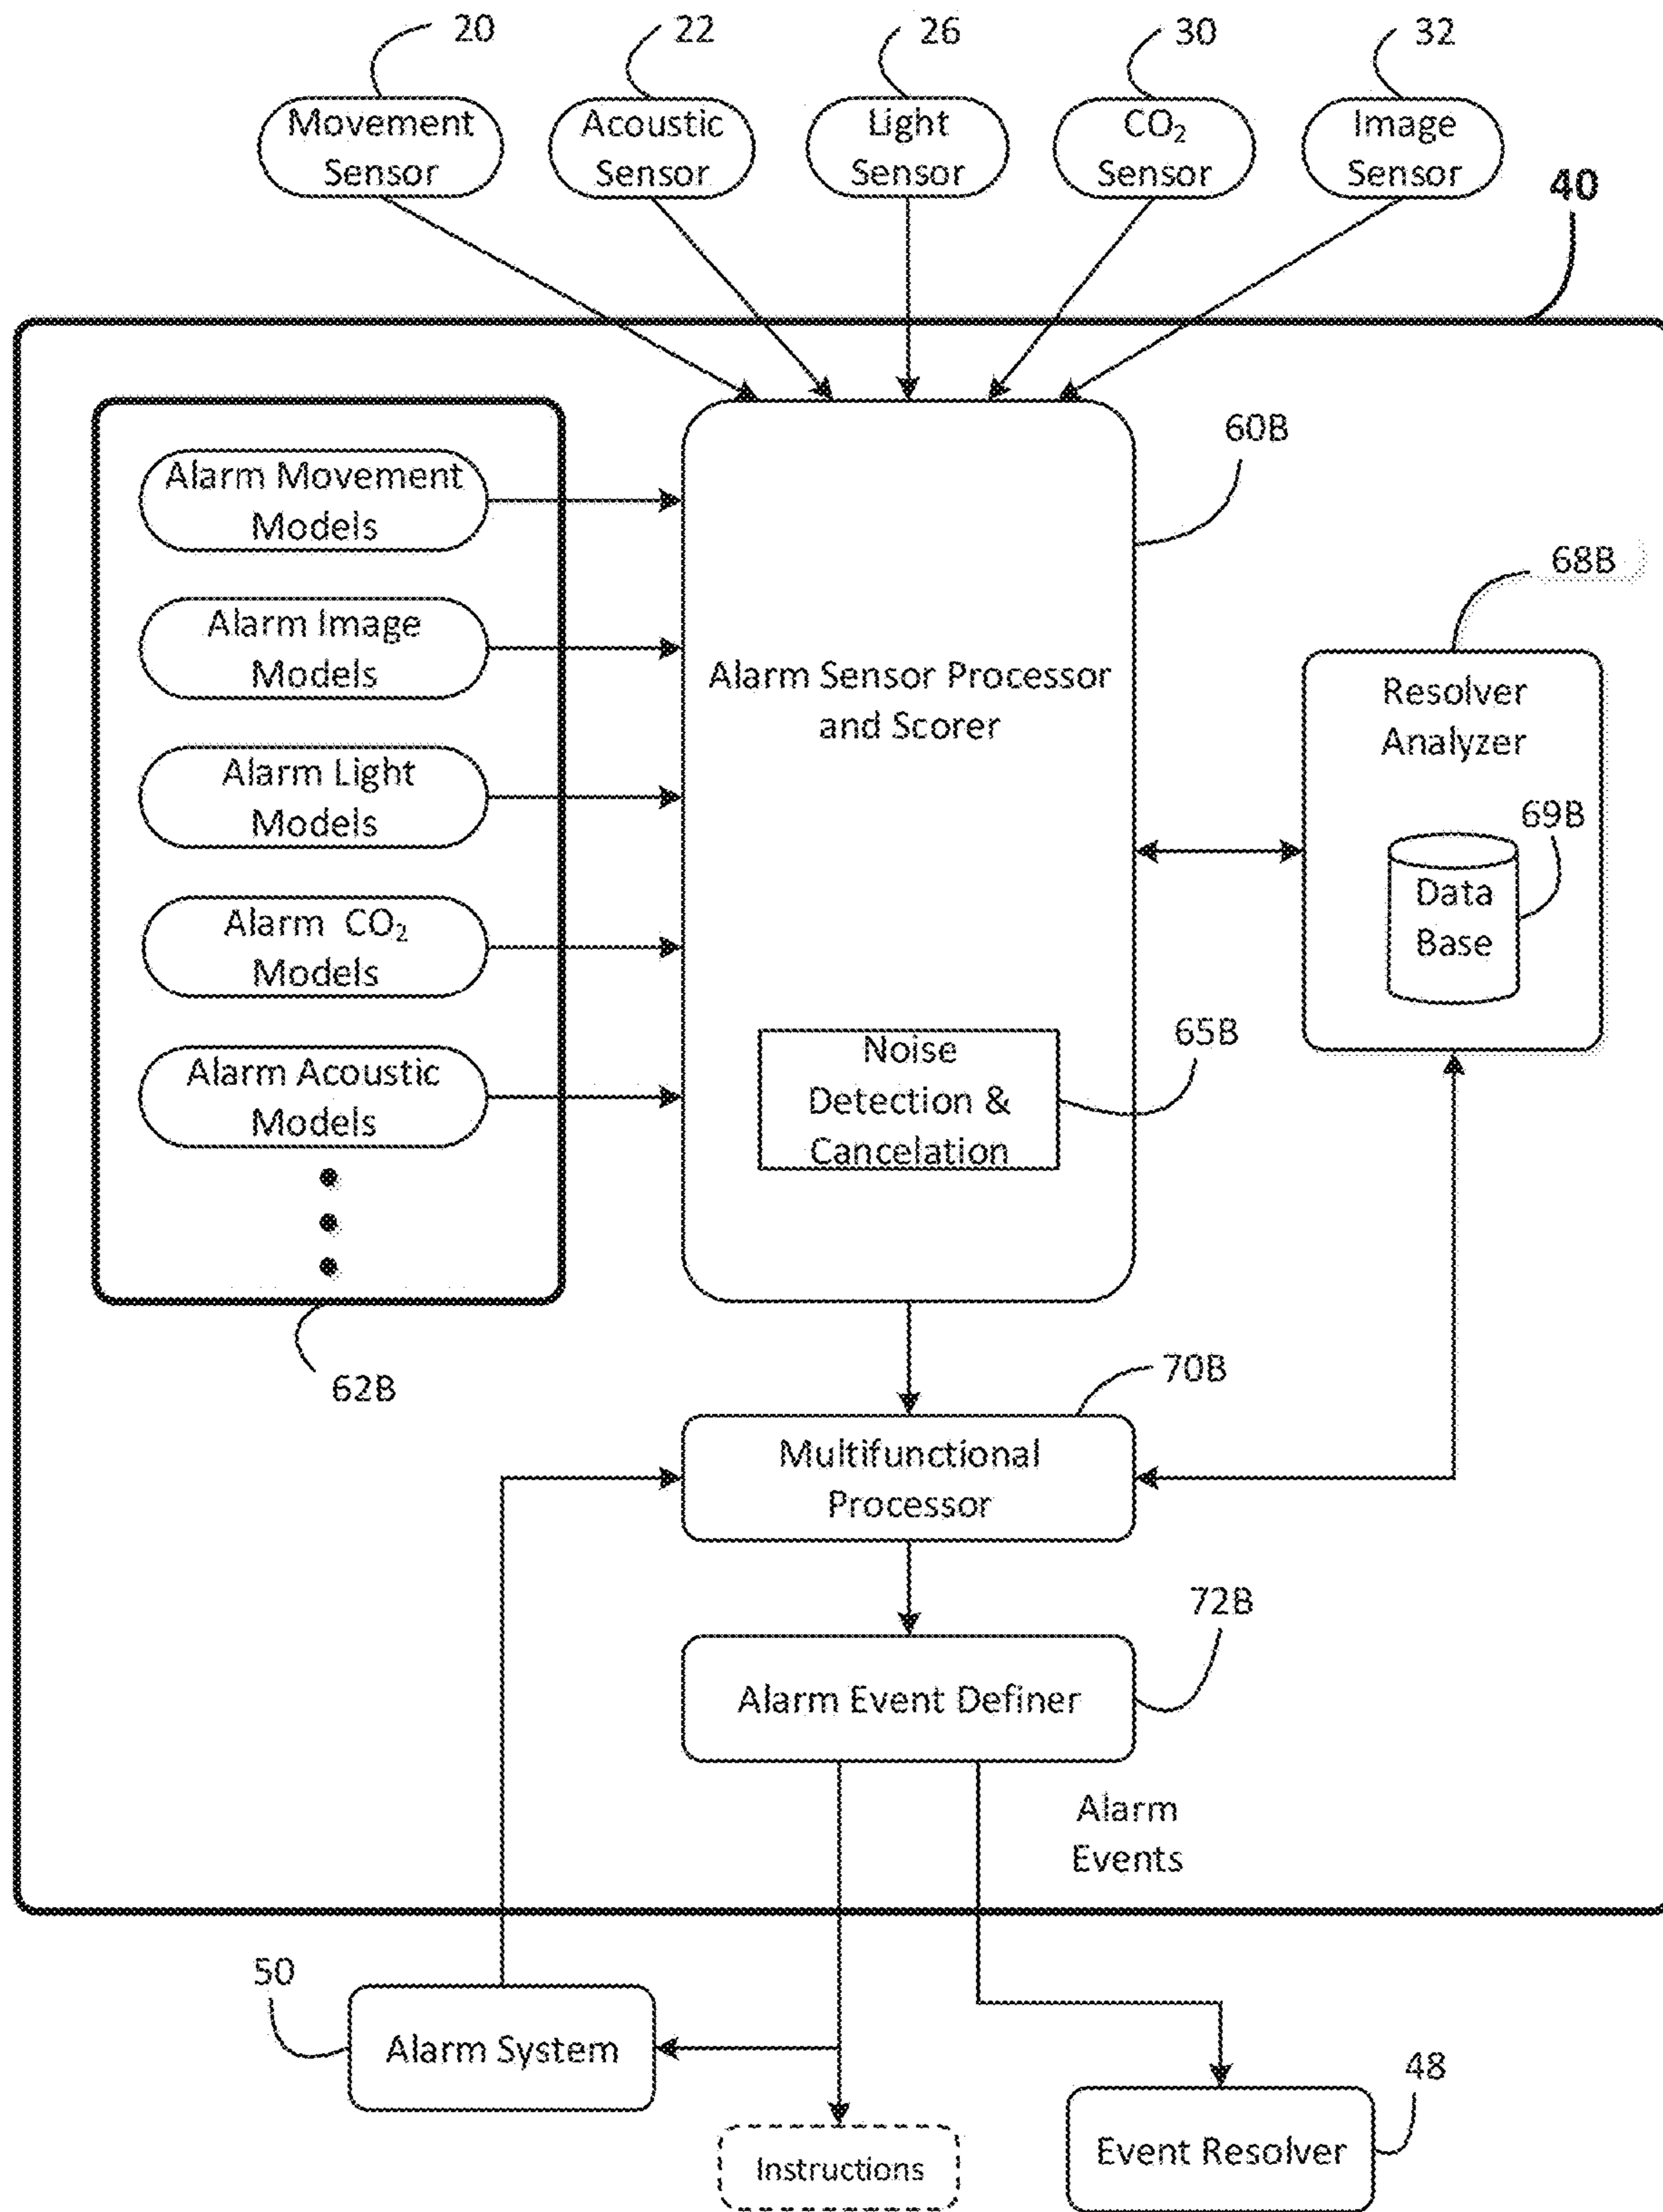 20
22
26
30
32
Movement
Sensor
Acoustic
Sensor
Light
Sensor
CO₂
Sensor
Image
Sensor
40
60B
Alarm Movement
Models
Alarm Image
Models
Alarm Light
Models
Alarm CO₂
Models
Alarm Acoustic
Models
62B
Alarm Sensor Processor
and Scorer
Noise
Detection &
Cancelation
65B
68B
Resolver
Analyzer
69B
Data
Base
70B
Multifunctional
Processor
72B
Alarm Event Definer
Alarm
Events
50
Alarm System
Instructions
48
Event Resolver